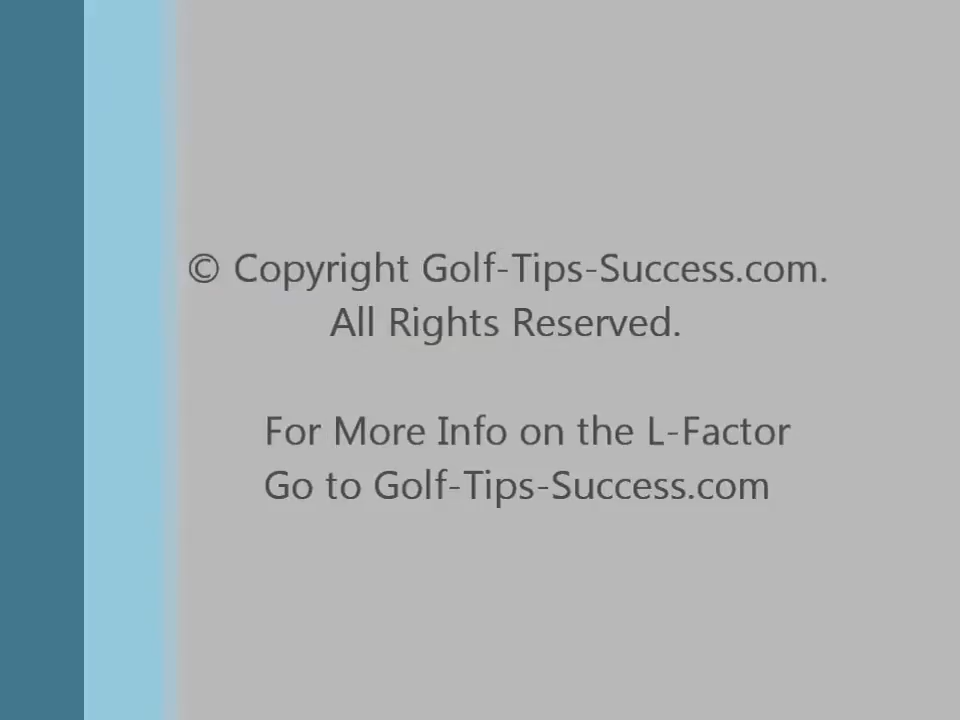 © Copyright Golf-Tips-Success.com.
All Rights Reserved.
For More Info on the L-Factor
Go to Golf-Tips-Success.com